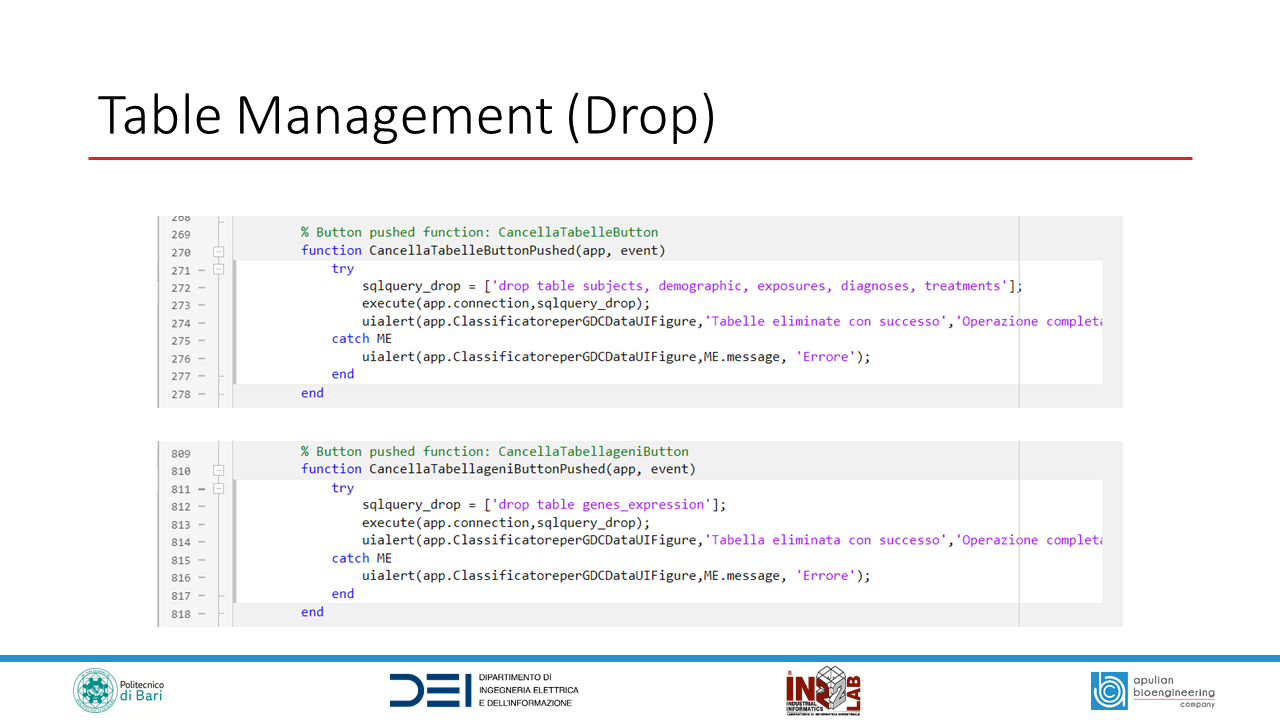 Table Management (Drop)
268
269 % Button pushed function: CancellaTabelleButton
270 function CancellaTabelleButtonPushed(app, event)
271 – try
272 – sqlquery_drop = ['drop table subjects, demographic, exposures, diagnoses, treatments'];
273 – execute(app.connection,sqlquery_drop);
274 – uialert(app.ClassificatoreperGDCDataUIFigure,'Tabelle eliminate con successo','Operazione completa
275 – catch ME
276 – uialert(app.ClassificatoreperGDCDataUIFigure,ME.message, 'Errore');
277 – end
278 – end
809 % Button pushed function: CancellaTabellageniButton
810 function CancellaTabellageniButtonPushed(app, event)
811 – try
812 – sqlquery_drop = ['drop table genes_expression'];
813 – execute(app.connection,sqlquery_drop);
814 – uialert(app.ClassificatoreperGDCDataUIFigure,'Tabella eliminata con successo','Operazione completa
815 – catch ME
816 – uialert(app.ClassificatoreperGDCDataUIFigure,ME.message, 'Errore');
817 – end
818 – end
Politecnico
di Bari
DEI
DIPARTIMENTO DI
INGEGNERIA ELETTRICA
E DELL'INFORMAZIONE
INDUSTRIAL
INFORMATICS
LAB
LABORATORIO DI INFORMATICA INDUSTRIALE
apulian
bioengineering
company